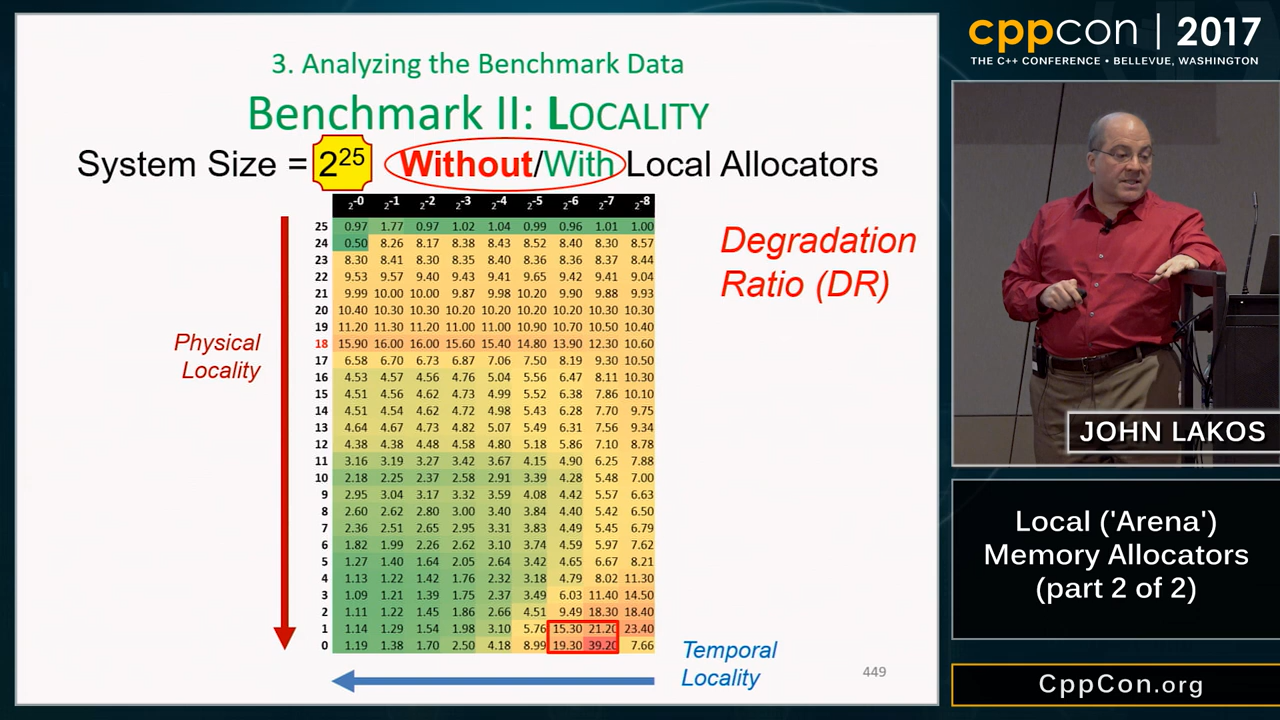 3. Analyzing the Benchmark Data
Benchmark II: LOCALITY
System Size = 2^25 Without/With Local Allocators
2^-0 2^-1 2^-2 2^-3 2^-4 2^-5 2^-6 2^-7 2^-8
25 0.97 1.77 0.97 1.02 1.04 0.99 0.96 1.01 1.00
24 0.50 8.26 8.17 8.38 8.43 8.52 8.40 8.30 8.57
23 8.30 8.41 8.30 8.35 8.40 8.36 8.36 8.37 8.44
22 9.53 9.57 9.40 9.43 9.41 9.65 9.42 9.41 9.04
21 9.99 10.00 10.00 9.87 9.98 10.20 9.90 9.88 9.93
20 10.40 10.30 10.30 10.20 10.20 10.20 10.20 10.30 10.30
19 11.20 11.30 11.20 11.00 11.00 10.90 10.70 10.50 10.40
18 15.90 16.00 16.00 15.60 15.40 14.80 13.90 12.30 10.60
17 6.58 6.70 6.73 6.87 7.06 7.50 8.19 9.30 10.50
16 4.53 4.57 4.56 4.76 5.04 5.56 6.47 8.11 10.30
15 4.51 4.56 4.62 4.73 4.99 5.52 6.38 7.86 10.10
14 4.51 4.54 4.62 4.72 4.98 5.43 6.28 7.70 9.75
13 4.64 4.67 4.73 4.82 5.07 5.49 6.31 7.56 9.34
12 4.38 4.38 4.48 4.58 4.80 5.18 5.86 7.10 8.78
11 3.16 3.19 3.27 3.42 3.67 4.15 4.90 6.25 7.88
10 2.18 2.25 2.37 2.58 2.91 3.39 4.28 5.48 7.00
9 2.95 3.04 3.17 3.32 3.59 4.08 4.42 5.57 6.63
8 2.60 2.62 2.80 3.00 3.40 3.84 4.40 5.42 6.50
7 2.36 2.51 2.65 2.95 3.31 3.83 4.49 5.45 6.79
6 1.82 1.99 2.26 2.62 3.10 3.74 4.59 5.97 7.62
5 1.27 1.40 1.64 2.05 2.64 3.42 4.65 6.67 8.21
4 1.13 1.22 1.42 1.76 2.32 3.18 4.79 8.02 11.30
3 1.09 1.21 1.39 1.75 2.37 3.49 6.03 11.40 14.50
2 1.11 1.22 1.45 1.86 2.66 4.51 9.49 18.30 18.40
1 1.14 1.29 1.54 1.98 3.10 5.76 15.30 21.20 23.40
0 1.19 1.38 1.70 2.50 4.18 8.99 19.30 39.20 7.66
Physical
Locality
Degradation
Ratio (DR)
Temporal
Locality
449
cppcon | 2017
THE C++ CONFERENCE • BELLEVUE, WASHINGTON
JOHN LAKOS
Local ('Arena')
Memory Allocators
(part 2 of 2)
CppCon.org